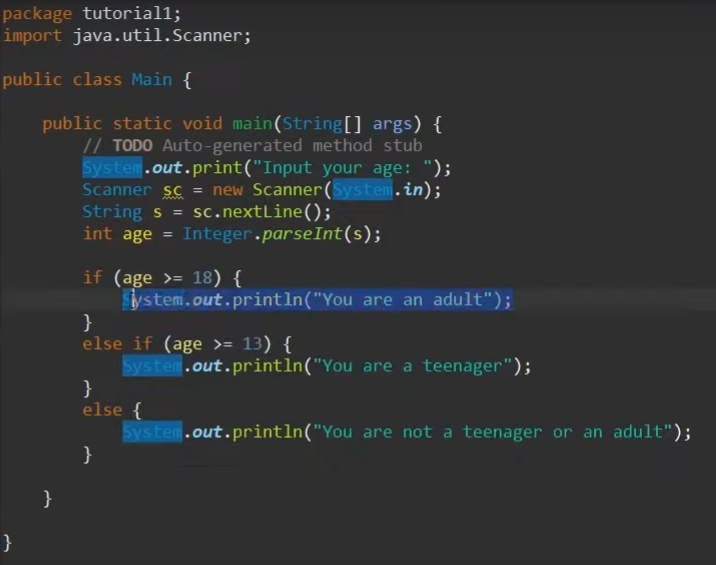 package tutorial1;
import java.util.Scanner;
public class Main {
public static void main(String[] args) {
// TODO Auto-generated method stub
System.out.print("Input your age: ");
Scanner sc = new Scanner(System.in);
String s = sc.nextLine();
int age = Integer.parseInt(s);
if (age >= 18) {
System.out.println("You are an adult");
}
else if (age >= 13) {
System.out.println("You are a teenager");
}
else {
System.out.println("You are not a teenager or an adult");
}
}
}